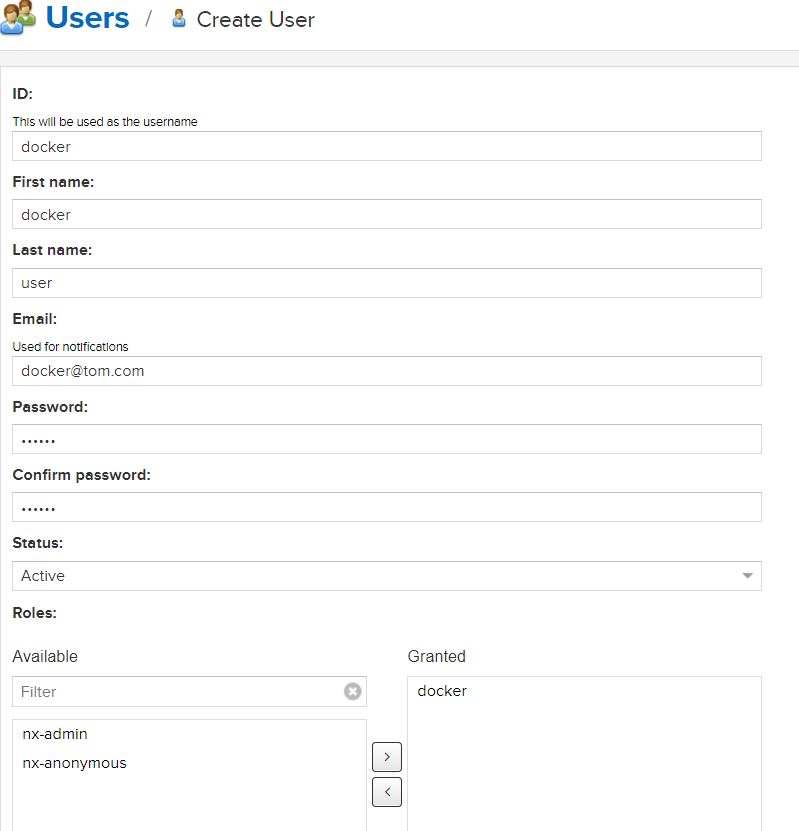 Users / Create User
ID:
This will be used as the username
docker
First name:
docker
Last name:
user
Email:
Used for notifications
docker@tom.com
Password:
••••••
Confirm password:
••••••
Status:
Active
Roles:
Available Granted
Filter docker
nx-admin
nx-anonymous
>
<